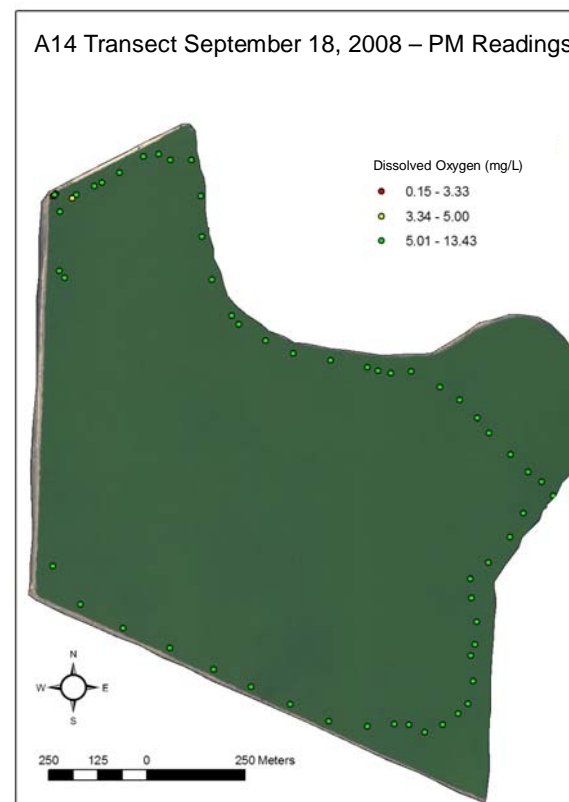 A14 Transect September 18, 2008 – PM Readings
Dissolved Oxygen (mg/L)
0.15 - 3.33
3.34 - 5.00
5.01 - 13.43
N
W E
S
250 125 0 250 Meters